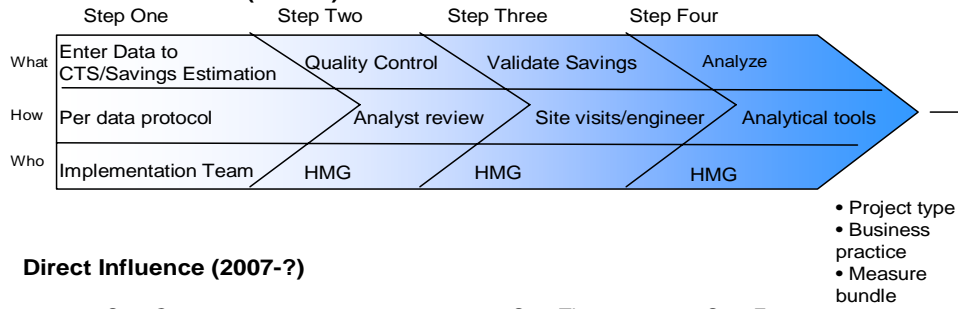 Step One Step Two Step Three Step Four
What Enter Data to
CTS/Savings Estimation Quality Control Validate Savings Analyze
How Per data protocol Analyst review Site visits/engineer Analytical tools
Who Implementation Team HMG HMG HMG
• Project type
• Business
practice
• Measure
bundle
Direct Influence (2007-?)